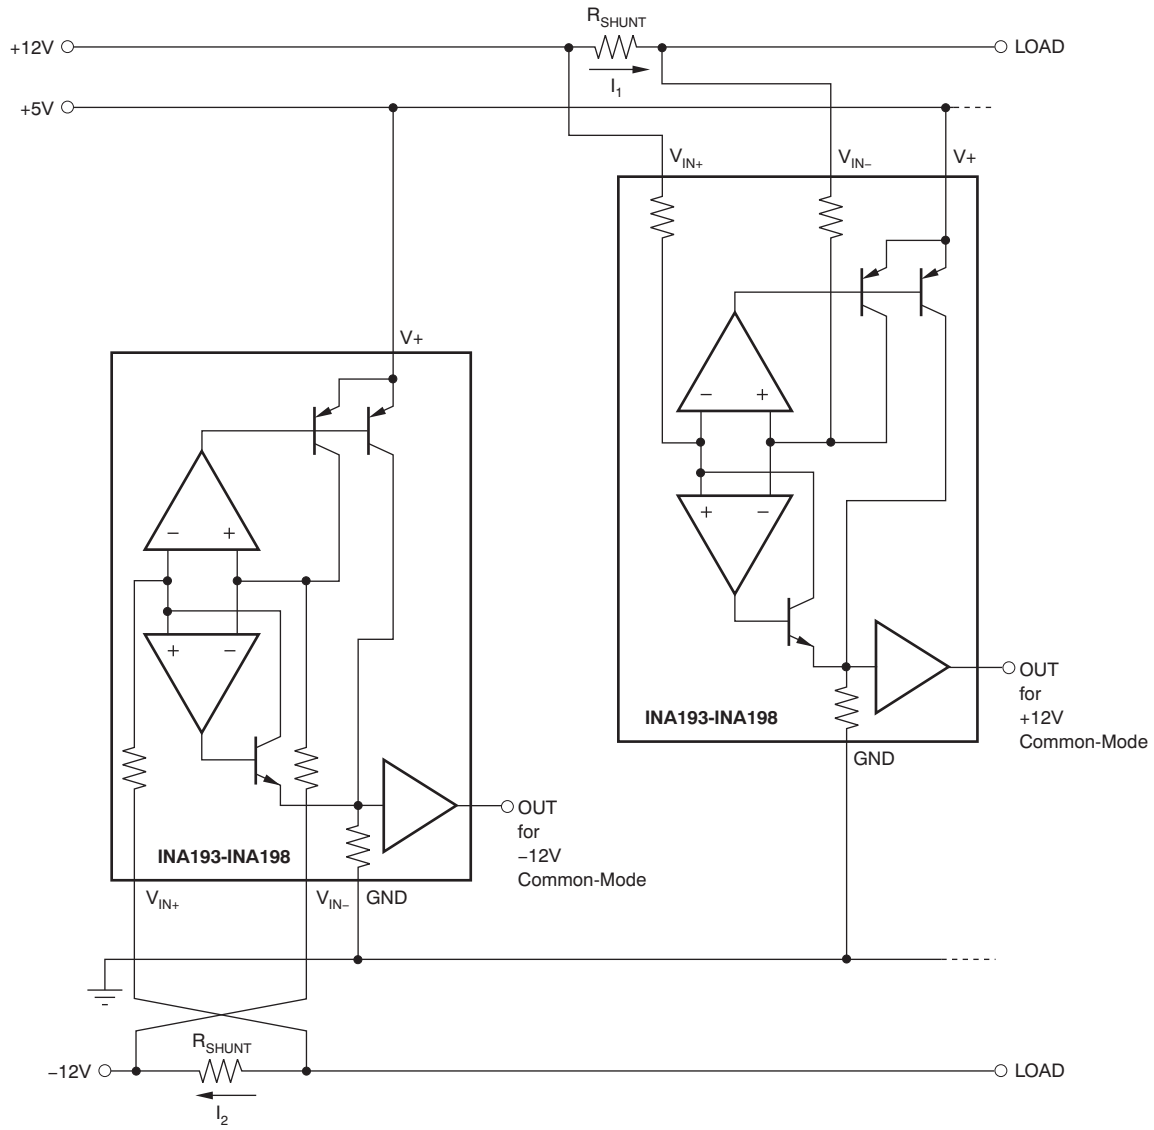 R_SHUNT
+12V
LOAD
I_1
+5V
V_IN+
V_IN−
V+
− +
+ −
INA193-INA198
OUT
for
+12V
Common-Mode
GND
V+
− +
+ −
INA193-INA198
OUT
for
−12V
Common-Mode
V_IN+
V_IN−
GND
R_SHUNT
−12V
LOAD
I_2